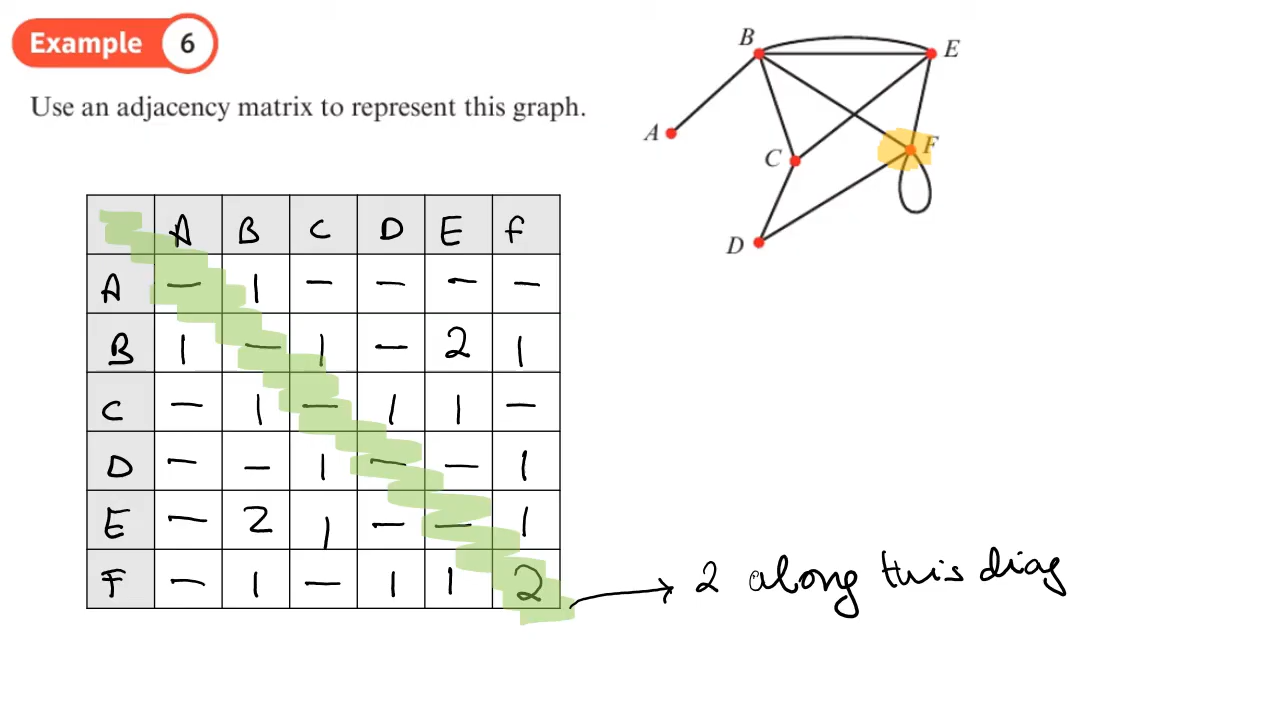 Example 6
Use an adjacency matrix to represent this graph.
B
E
A
F
C
D
A B C D E F
A - 1 - - - -
B 1 - 1 - 2 1
C - 1 - 1 1 -
D - - 1 - - 1
E - 2 1 - - 1
F - 1 - 1 1 2
2 along this diag